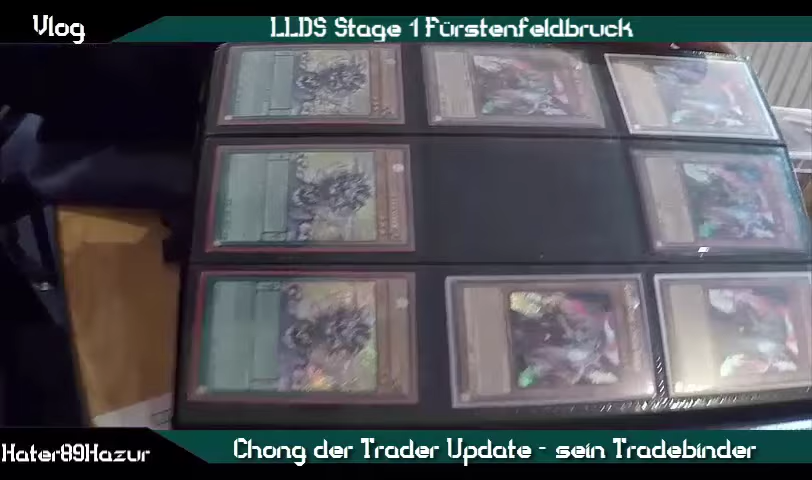 Vlog
LLDS Stage 1 Fürstenfeldbruck
Hater89Hazur
Chong der Trader Update - sein Tradebinder